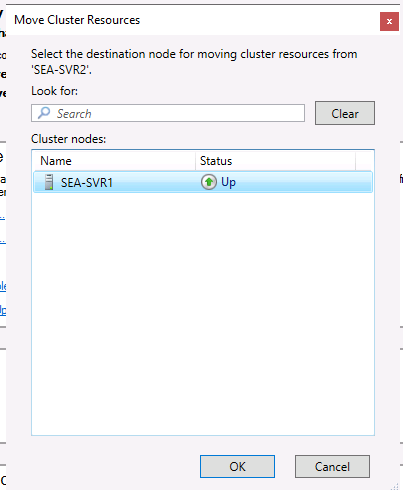 Move Cluster Resources
x
Select the destination node for moving cluster resources from
'SEA-SVR2'.
Look for:
Search
Clear
Cluster nodes:
Name Status
SEA-SVR1 Up
OK Cancel